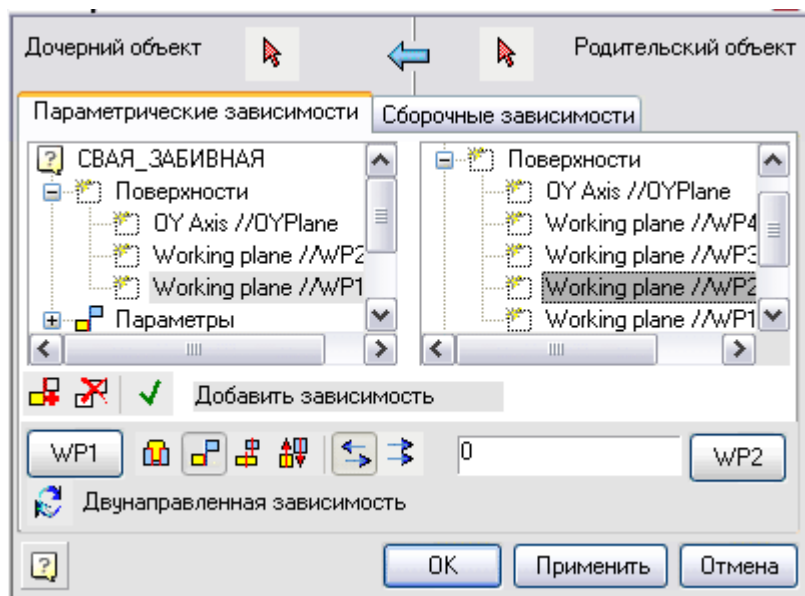 Дочерний объект
Родительский объект
Параметрические зависимости
Сборочные зависимости
СВАЯ_ЗАБИВНАЯ
Поверхности
OY Axis //OYPlane
Working plane //WP2
Working plane //WP1
Параметры
Поверхности
OY Axis //OYPlane
Working plane //WP4
Working plane //WP3
Working plane //WP2
Working plane //WP1
Добавить зависимость
WP1
0
WP2
Двунаправленная зависимость
OK
Применить
Отмена